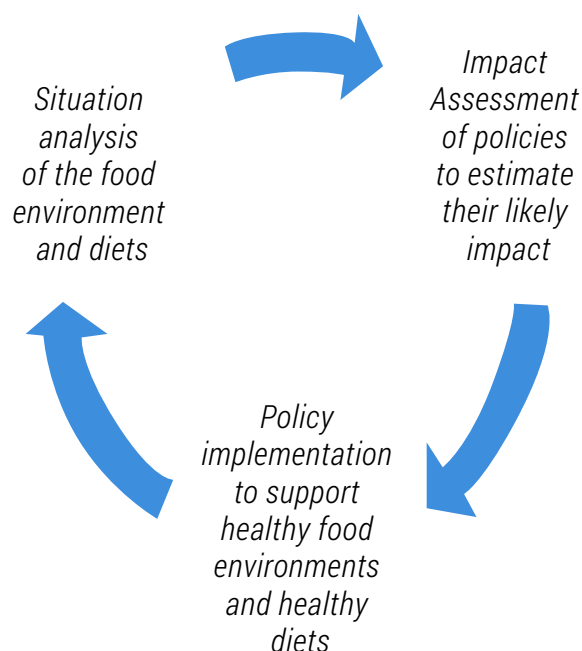 Situation
analysis
of the food
environment
and diets
Impact
Assessment
of policies
to estimate
their likely
impact
Policy
implementation
to support
healthy food
environments
and healthy
diets